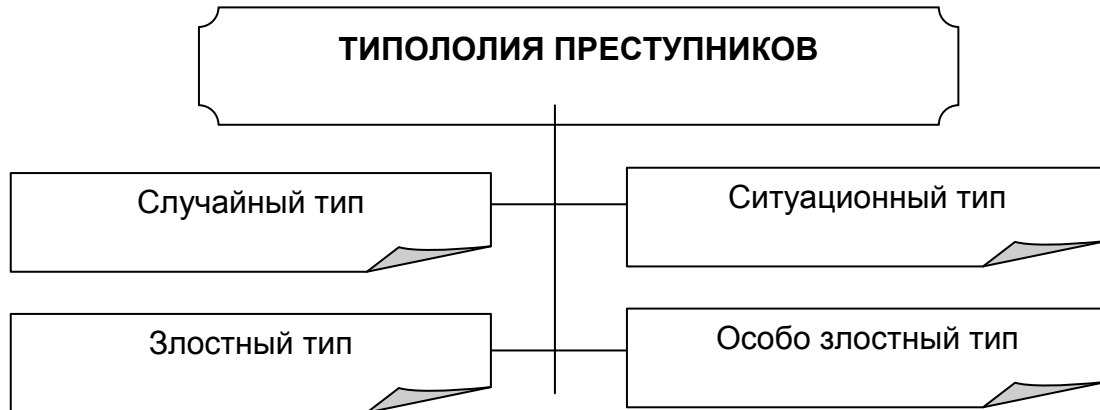 ТИПОЛОЛИЯ ПРЕСТУПНИКОВ
Случайный тип
Ситуационный тип
Злостный тип
Особо злостный тип